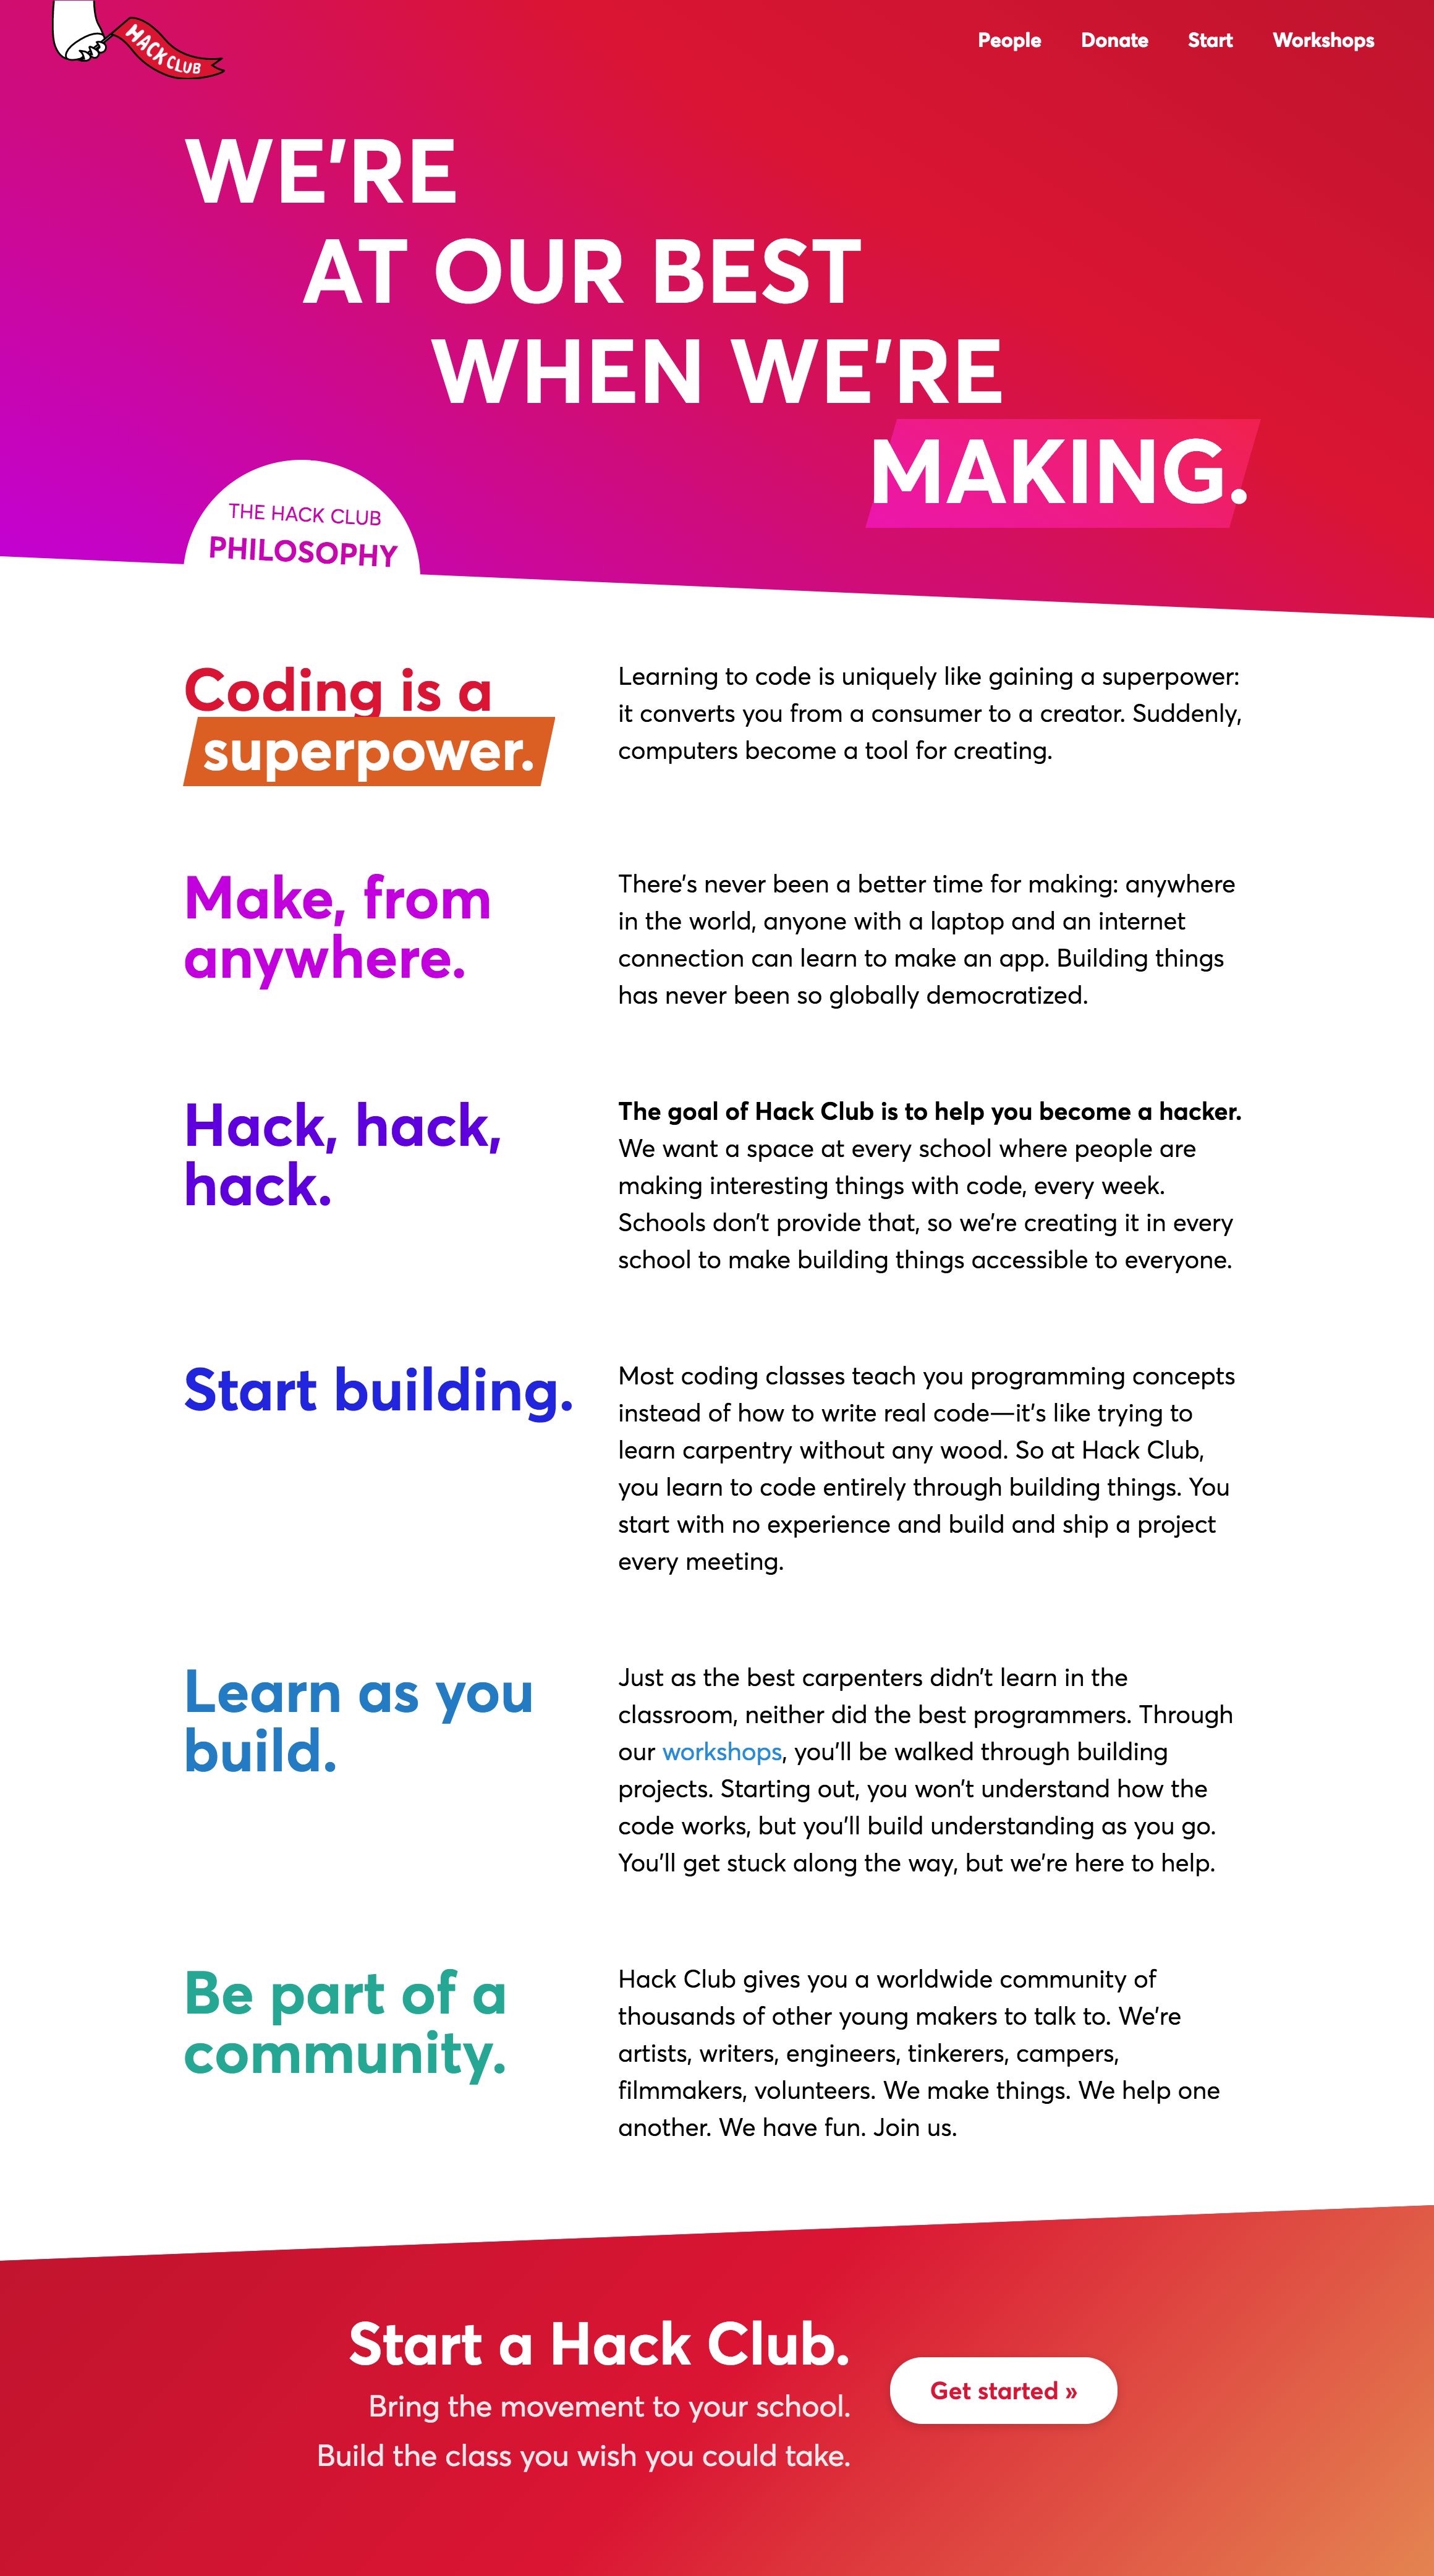 HACK CLUB
People Donate Start Workshops
WE’RE
AT OUR BEST
WHEN WE’RE
MAKING.
THE HACK CLUB
PHILOSOPHY
Coding is a
superpower.
Learning to code is uniquely like gaining a superpower:
it converts you from a consumer to a creator. Suddenly,
computers become a tool for creating.
Make, from
anywhere.
There’s never been a better time for making: anywhere
in the world, anyone with a laptop and an internet
connection can learn to make an app. Building things
has never been so globally democratized.
Hack, hack,
hack.
The goal of Hack Club is to help you become a hacker.
We want a space at every school where people are
making interesting things with code, every week.
Schools don’t provide that, so we’re creating it in every
school to make building things accessible to everyone.
Start building.
Most coding classes teach you programming concepts
instead of how to write real code—it’s like trying to
learn carpentry without any wood. So at Hack Club,
you learn to code entirely through building things. You
start with no experience and build and ship a project
every meeting.
Learn as you
build.
Just as the best carpenters didn’t learn in the
classroom, neither did the best programmers. Through
our workshops, you’ll be walked through building
projects. Starting out, you won’t understand how the
code works, but you’ll build understanding as you go.
You’ll get stuck along the way, but we’re here to help.
Be part of a
community.
Hack Club gives you a worldwide community of
thousands of other young makers to talk to. We’re
artists, writers, engineers, tinkerers, campers,
filmmakers, volunteers. We make things. We help one
another. We have fun. Join us.
Start a Hack Club.
Bring the movement to your school.
Build the class you wish you could take.
Get started »